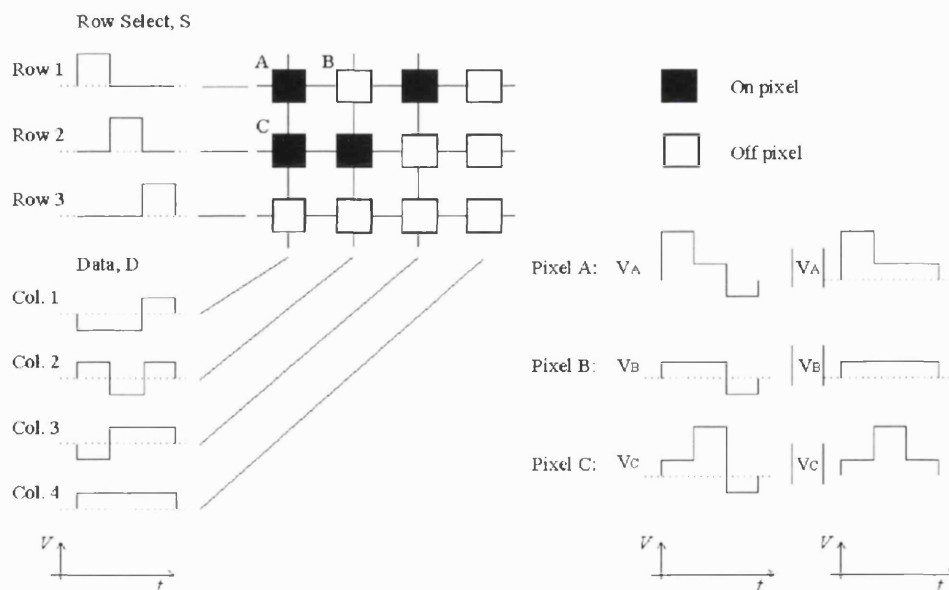 Row Select, S
Row 1
Row 2
Row 3
A
B
C
On pixel
Off pixel
Data, D
Col. 1
Col. 2
Col. 3
Col. 4
V
t
Pixel A: VA |VA|
Pixel B: VB |VB|
Pixel C: VC |VC|
V
t
t